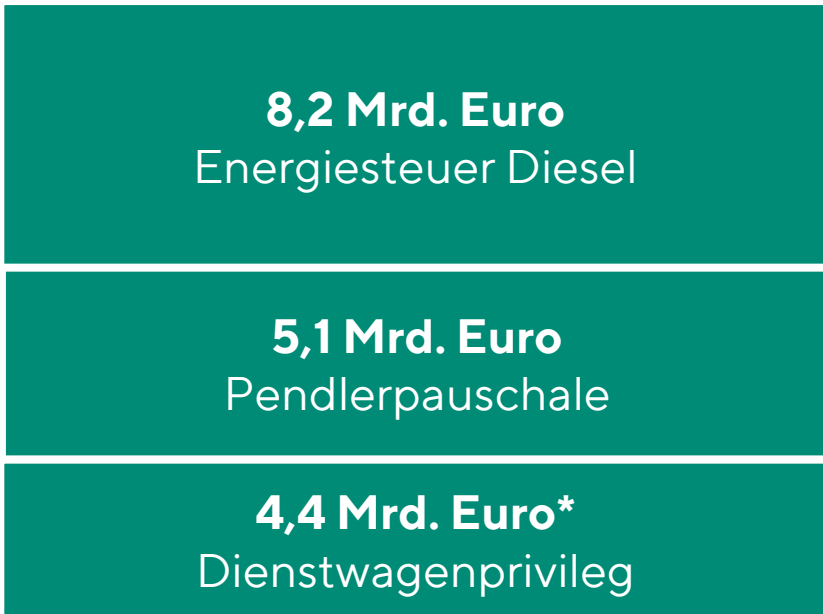 8,2 Mrd. Euro
Energiesteuer Diesel
5,1 Mrd. Euro
Pendlerpauschale
4,4 Mrd. Euro*
Dienstwagenprivileg